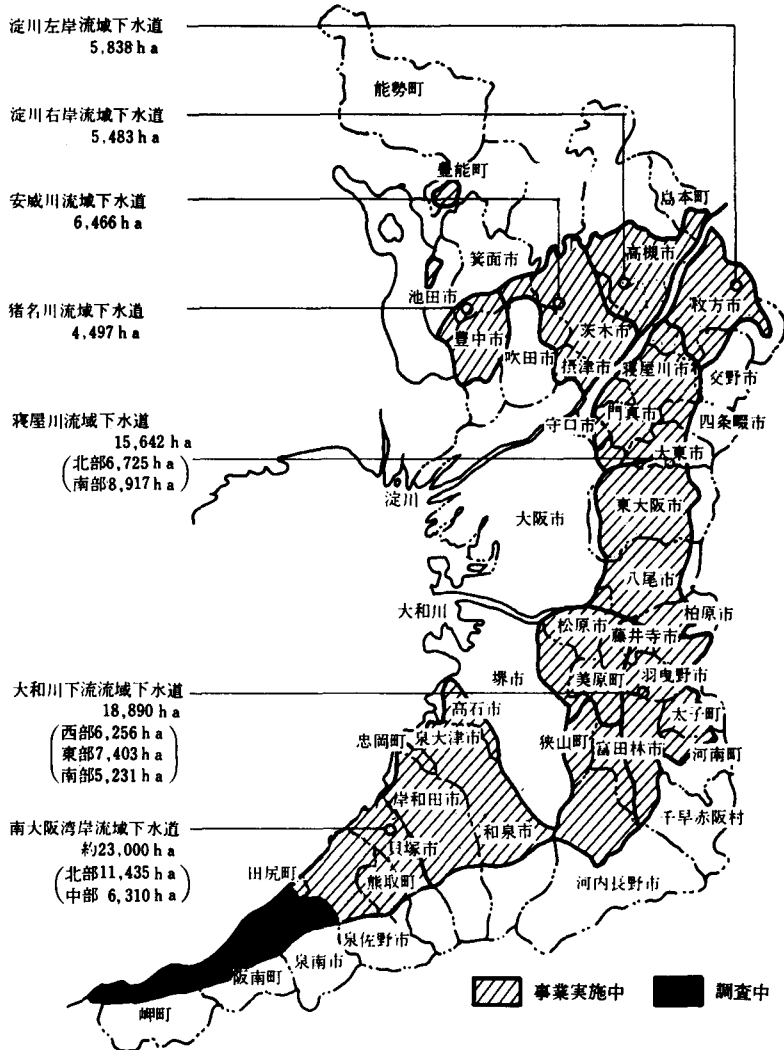 淀川左岸流域下水道
5,838ha
淀川右岸流域下水道
5,483ha
安威川流域下水道
6,466ha
猪名川流域下水道
4,497ha
寝屋川流域下水道
15,642ha
(北部6,725ha
南部8,917ha)
大和川下流流域下水道
18,890ha
(西部6,256ha
東部7,403ha
南部5,231ha)
南大阪湾岸流域下水道
約23,000ha
(北部11,435ha
中部 6,310ha)
能勢町
豊能町
島本町
高槻市
箕面市
池田市
枚方市
豊中市
茨木市
吹田市
摂津市
寝屋川市
交野市
門真市
守口市
四条畷市
大東市
淀川
大阪市
東大阪市
八尾市
大和川
松原市
柏原市
藤井寺市
堺市
美原町
羽曳野市
高石市
太子町
忠岡町
泉大津市
狭山町
富田林市
河南町
岸和田市
千早赤阪村
貝塚市
和泉市
田尻町
熊取町
河内長野市
泉佐野市
泉南市
阪南町
岬町
事業実施中
調査中